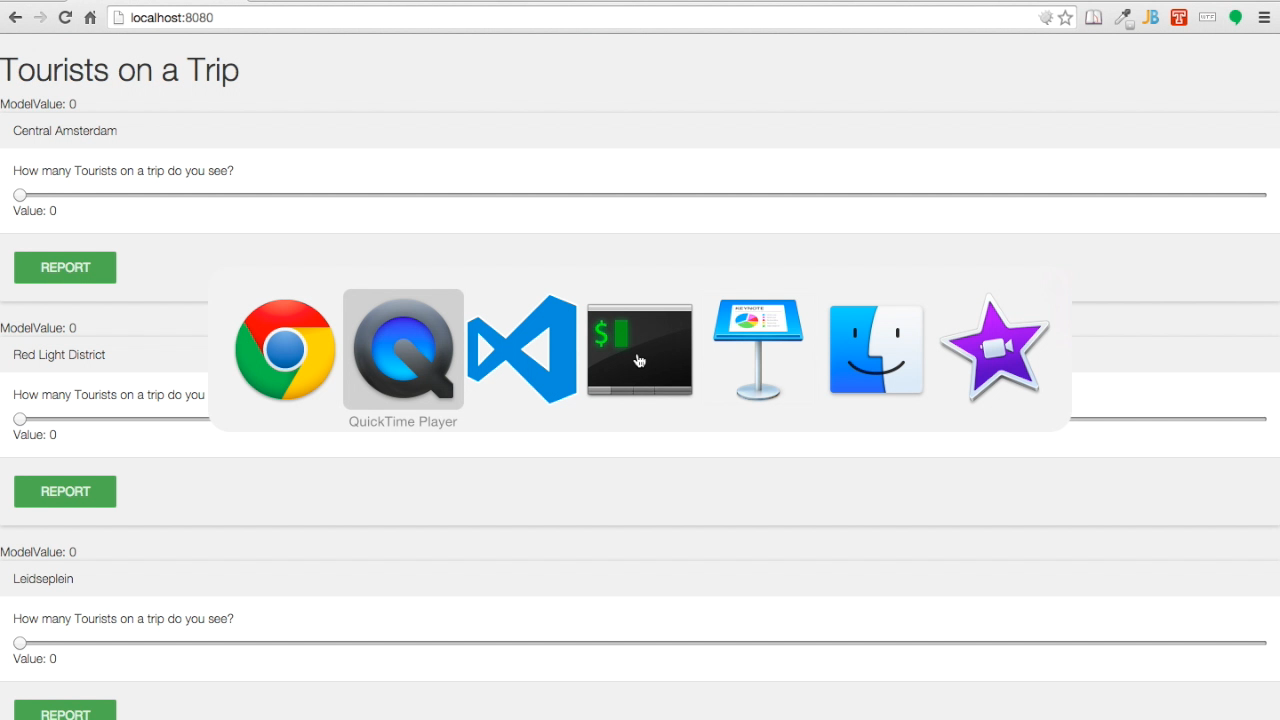 localhost:8080
JB
T
Tourists on a Trip
ModelValue: 0
Central Amsterdam
How many Tourists on a trip do you see?
Value: 0
REPORT
$
ModelValue: 0
Red Light District
How many Tourists on a trip do you
QuickTime Player
Value: 0
REPORT
ModelValue: 0
Leidseplein
How many Tourists on a trip do you see?
Value: 0
REPORT